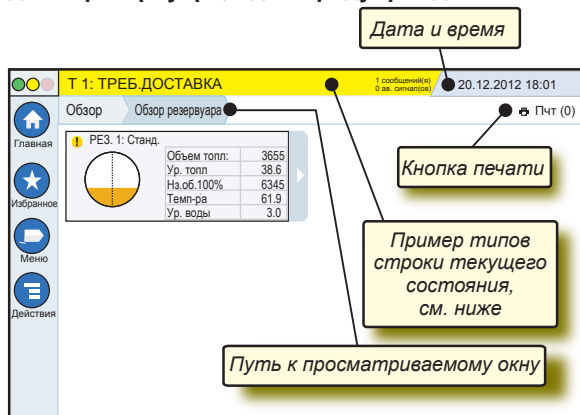 Дата и время
Т 1: ТРЕБ.ДОСТАВКА
1 сообщений(я)
0 ав. сигнал(ов)
20.12.2012 18:01
Обзор
Обзор резервуара
Пчт (0)
Главная
Избранное
Меню
Действия
РЕЗ. 1: Станд.
Объем топл: 3655
Ур. топл 38.6
Нз.об.100% 6345
Темп-ра 61.9
Ур. воды 3.0
Кнопка печати
Пример типов
строки текущего
состояния,
см. ниже
Путь к просматриваемому окну